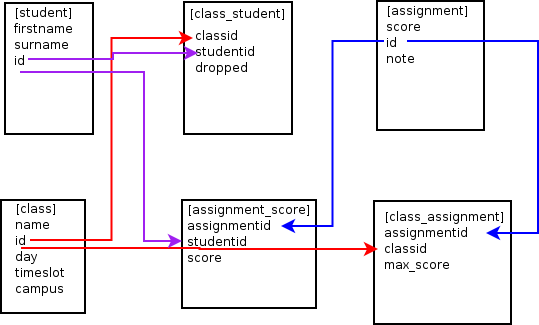 [student]
firstname
surname
id
[class_student]
classid
studentid
dropped
[assignment]
score
id
note
[class]
name
id
day
timeslot
campus
[assignment_score]
assignmentid
studentid
score
[class_assignment]
assignmentid
classid
max_score